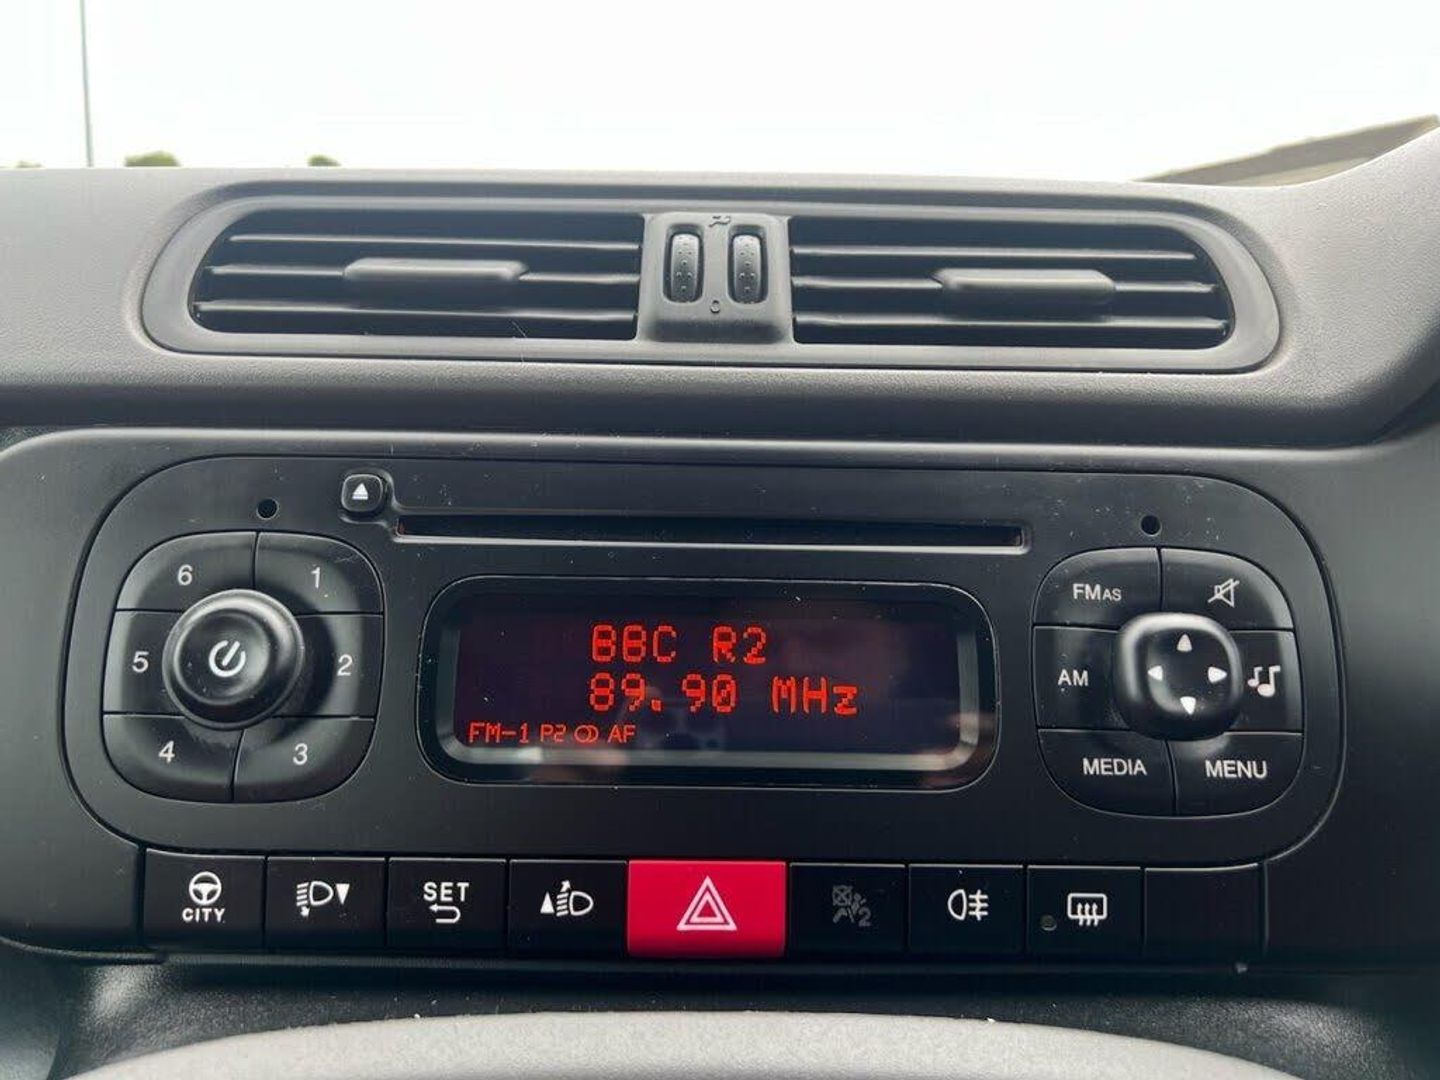 6 1
5 2
4 3
BBC R2
89.90 MHz
FM-1 P2 AF
FMAS
AM
MEDIA MENU
CITY
SET
2